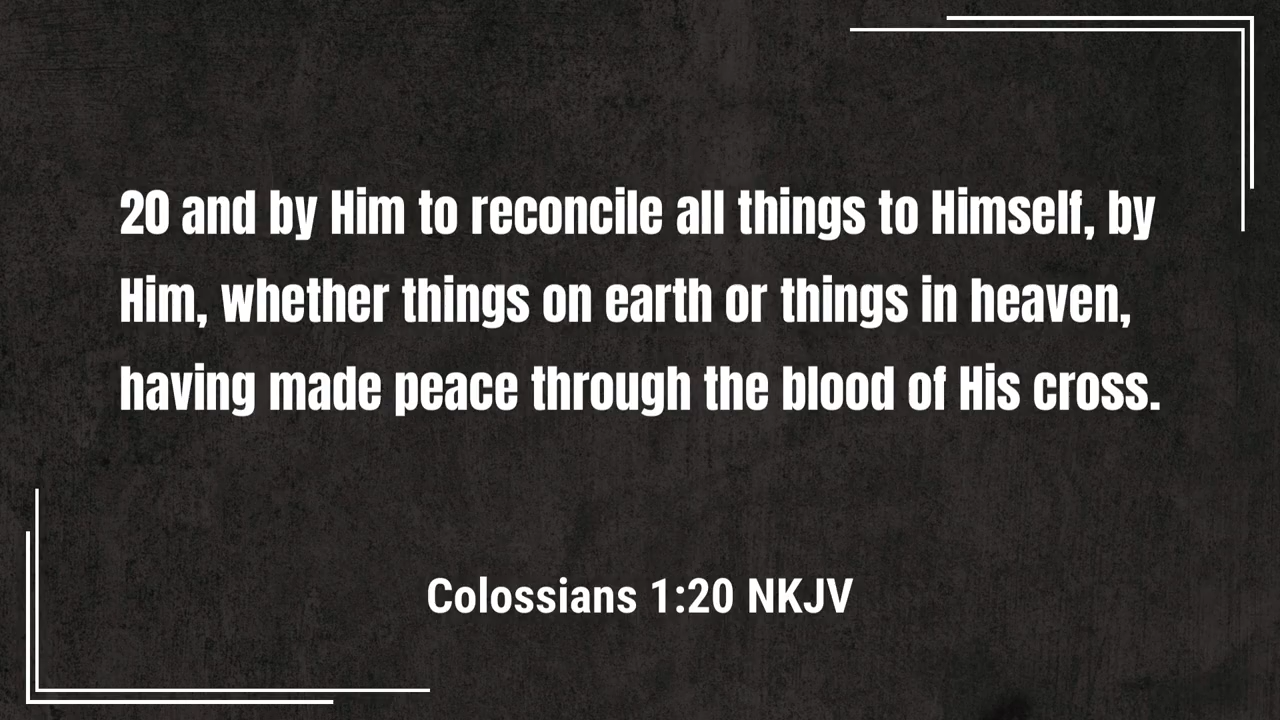 20 and by Him to reconcile all things to Himself, by
Him, whether things on earth or things in heaven,
having made peace through the blood of His cross.
Colossians 1:20 NKJV